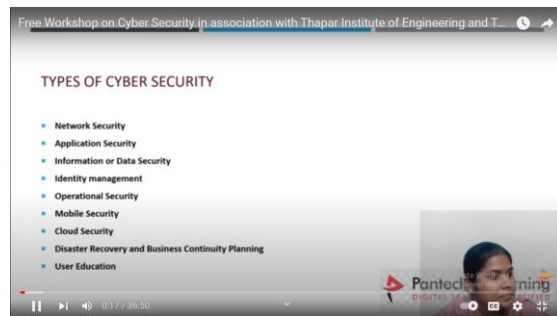 Free Workshop on Cyber Security in association with Thapar Institute of Engineering and T...
TYPES OF CYBER SECURITY
Network Security
Application Security
Information or Data Security
Identity management
Operational Security
Mobile Security
Cloud Security
Disaster Recovery and Business Continuity Planning
User Education
0:17 / 36:50
CC